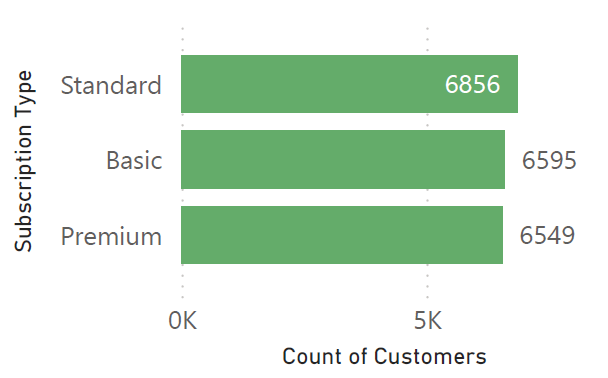 Subscription Type
Standard 6856
Basic 6595
Premium 6549
0K 5K
Count of Customers